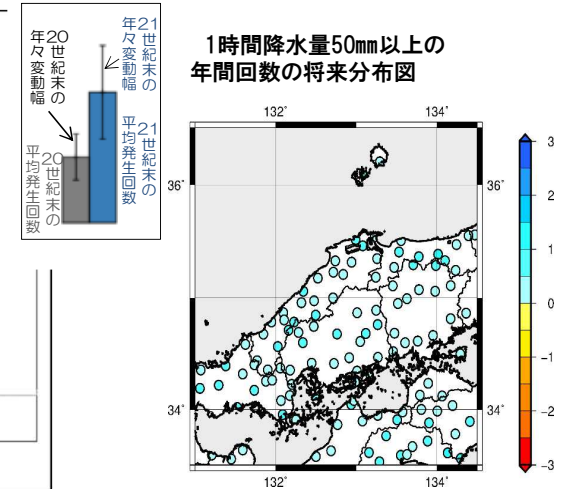 20世紀末の
年々変動幅
21世紀末の
年々変動幅
20世紀末の
平均発生回数
21世紀末の
平均発生回数
1時間降水量50mm以上の
年間回数の将来分布図
132°
134°
36°
36°
34°
34°
132°
134°
3
2
1
0
-1
-2
-3